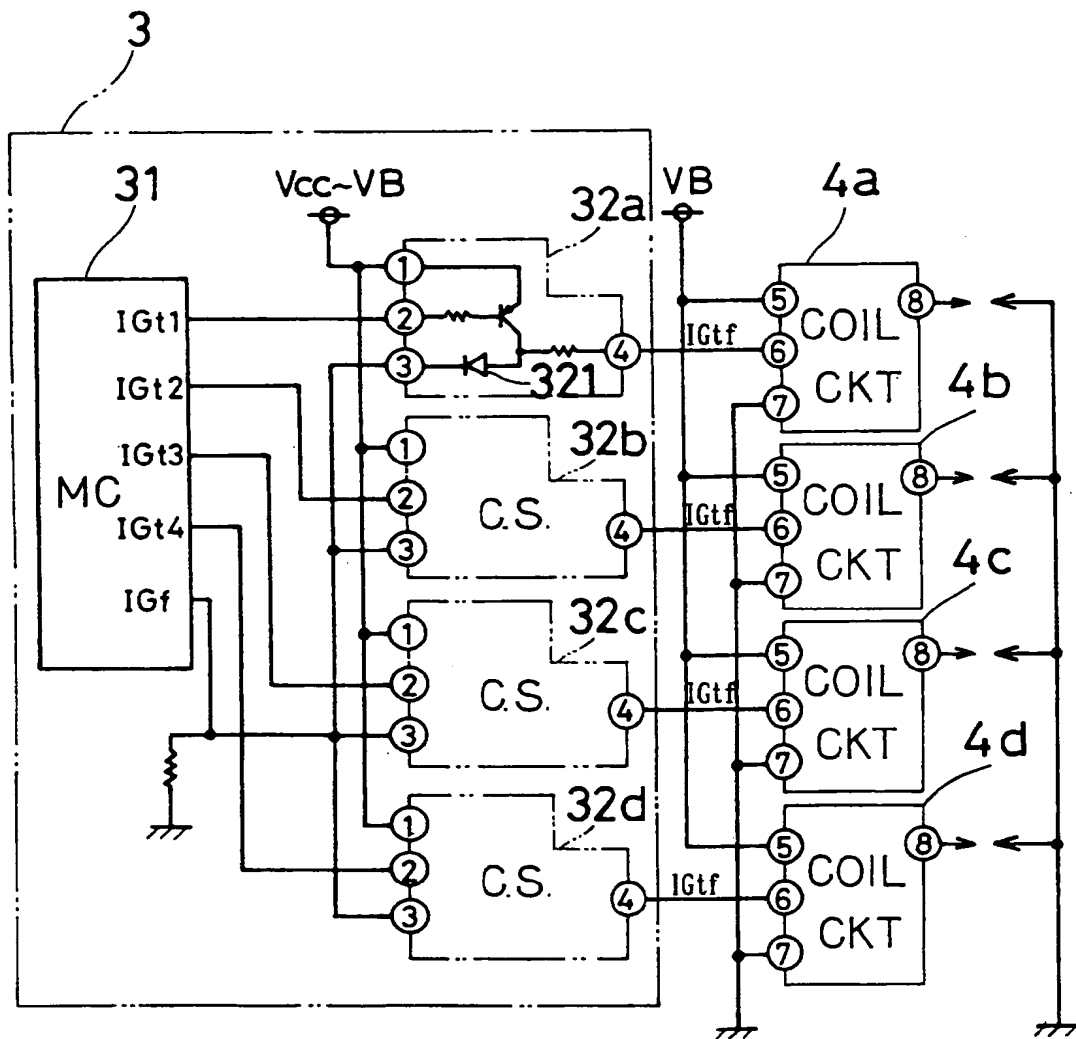 3
31
Vcc~VB
32a
VB
4a
MC
IGt1
IGt2
IGt3
IGt4
IGf
1
2
3
4
321
IGtf
5
6
7
8
COIL
CKT
32b
1
2
3
4
C.S.
IGtf
4b
5
6
7
8
COIL
CKT
32c
1
2
3
4
C.S.
IGtf
4c
5
6
7
8
COIL
CKT
32d
1
2
3
4
C.S.
IGtf
4d
5
6
7
8
COIL
CKT